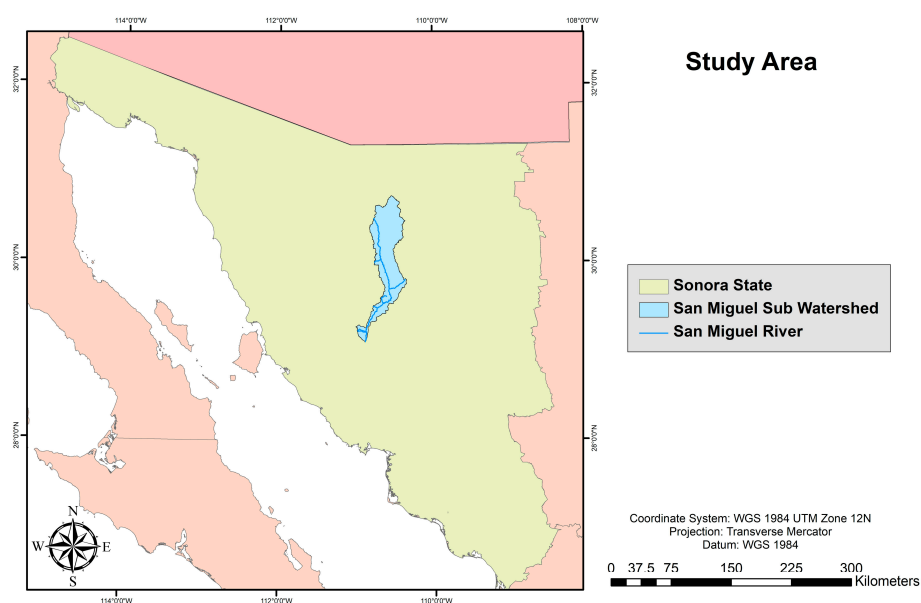 114°0'0"W 112°0'0"W 110°0'0"W 108°0'0"W
Study Area
32°0'0"N 32°0'0"N
30°0'0"N 30°0'0"N
Sonora State
San Miguel Sub Watershed
San Miguel River
28°0'0"N 28°0'0"N
N
W E
S
Coordinate System: WGS 1984 UTM Zone 12N
Projection: Transverse Mercator
Datum: WGS 1984
0 37.5 75 150 225 300
Kilometers
114°0'0"W 112°0'0"W 110°0'0"W